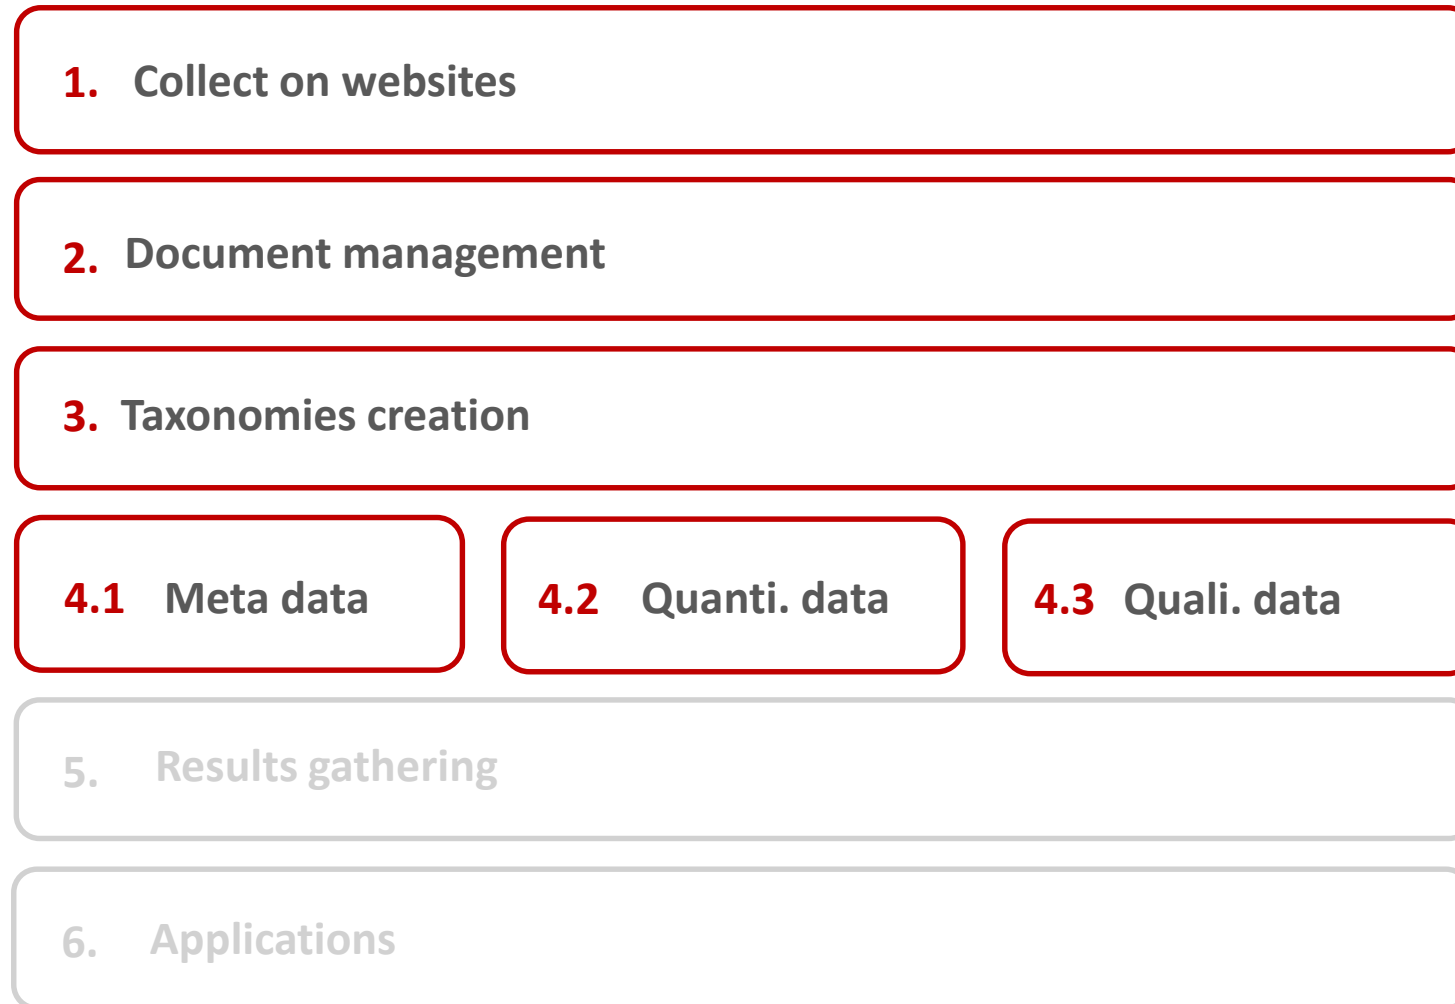 1. Collect on websites
2. Document management
3. Taxonomies creation
4.1 Meta data
4.2 Quanti. data
4.3 Quali. data
5. Results gathering
6. Applications